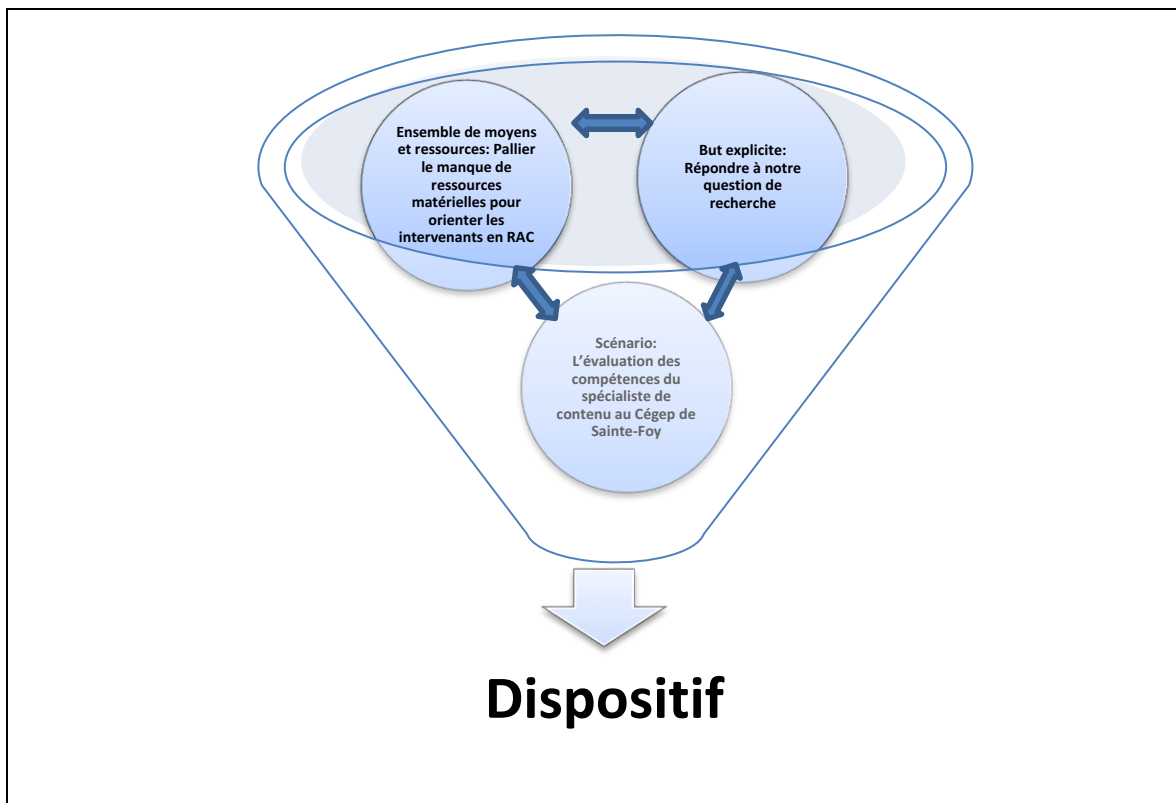 Ensemble de moyens
et ressources: Pallier
le manque de
ressources
matérielles pour
orienter les
intervenants en RAC
But explicite:
Répondre à notre
question de
recherche
Scénario:
L'évaluation des
compétences du
spécialiste de
contenu au Cégep de
Sainte-Foy
Dispositif